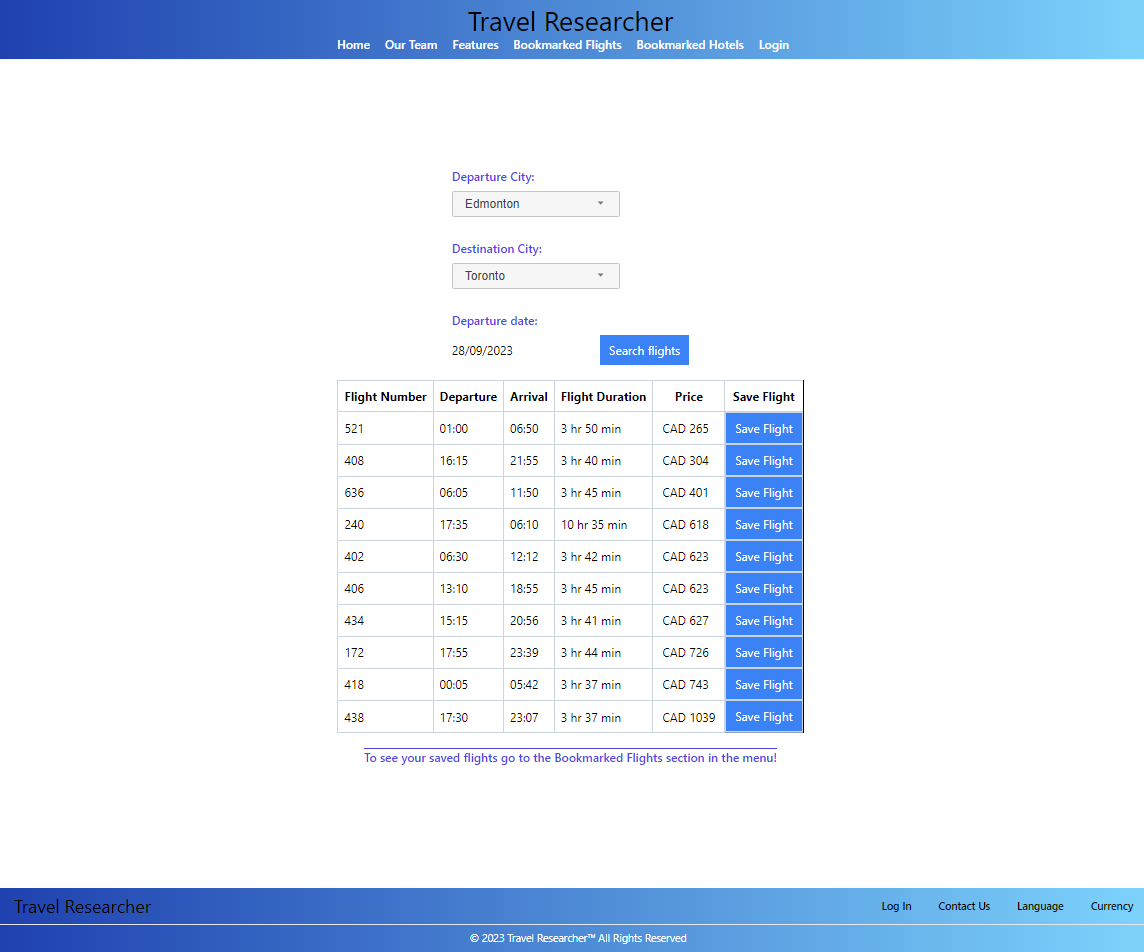 Travel Researcher
Home Our Team Features Bookmarked Flights Bookmarked Hotels Login
Departure City:
Edmonton
Destination City:
Toronto
Departure date:
28/09/2023 Search flights
Flight Number Departure Arrival Flight Duration Price Save Flight
521 01:00 06:50 3 hr 50 min CAD 265 Save Flight
408 16:15 21:55 3 hr 40 min CAD 304 Save Flight
636 06:05 11:50 3 hr 45 min CAD 401 Save Flight
240 17:35 06:10 10 hr 35 min CAD 618 Save Flight
402 06:30 12:12 3 hr 42 min CAD 623 Save Flight
406 13:10 18:55 3 hr 45 min CAD 623 Save Flight
434 15:15 20:56 3 hr 41 min CAD 627 Save Flight
172 17:55 23:39 3 hr 44 min CAD 726 Save Flight
418 00:05 05:42 3 hr 37 min CAD 743 Save Flight
438 17:30 23:07 3 hr 37 min CAD 1039 Save Flight
To see your saved flights go to the Bookmarked Flights section in the menu!
Travel Researcher Log In Contact Us Language Currency
© 2023 Travel Researcher™ All Rights Reserved